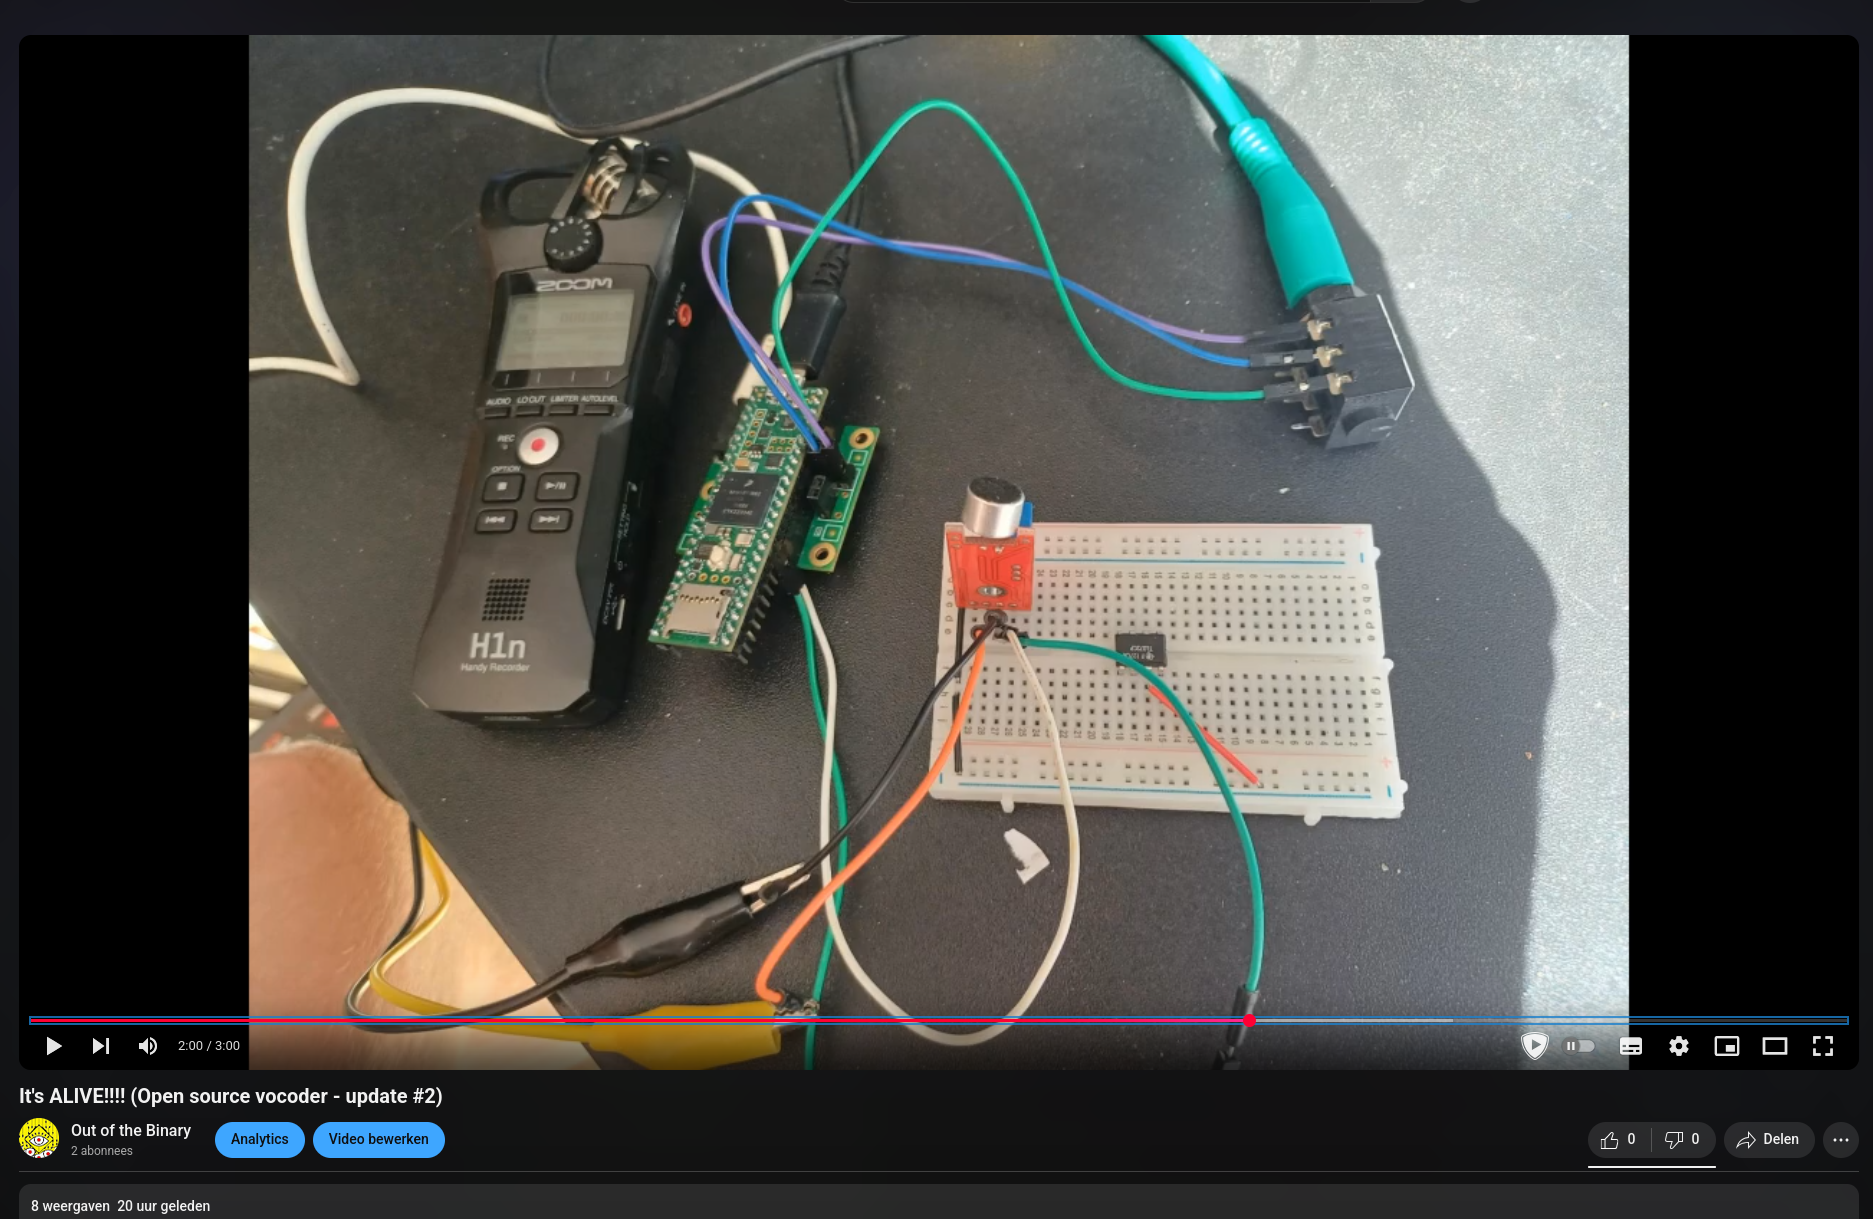 ZOOM
AUDIO LO CUT LIMITER AUTO LEVEL
REC
OPTION
H1n
Handy Recorder
2:00 / 3:00
It's ALIVE!!!! (Open source vocoder - update #2)
Out of the Binary
2 abonnees
Analytics
Video bewerken
0
0
Delen
8 weergaven 20 uur geleden